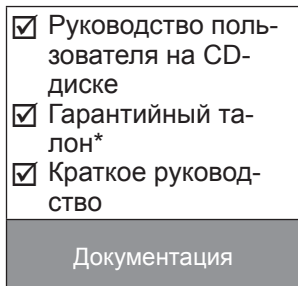 ☑ Руководство поль-
зователя на CD-
диске
☑ Гарантийный та-
лон*
☑ Краткое руковод-
ство
Документация